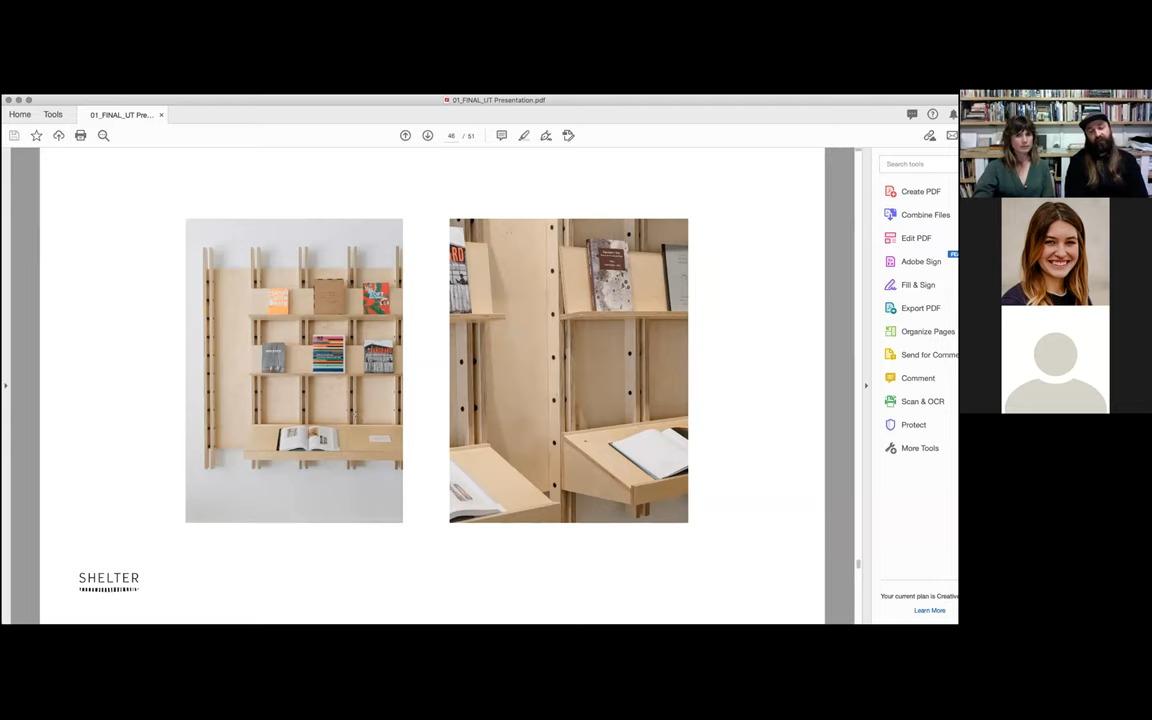 01_FINAL_UT Presentation.pdf
Home Tools 01_FINAL_UT Pre... ×
46 / 51
Search tools
Create PDF
Combine Files
Edit PDF
Adobe Sign
Fill & Sign
Export PDF
Organize Pages
Send for Comme
Comment
Scan & OCR
Protect
More Tools
SHELTER
Your current plan is Creative
Learn More